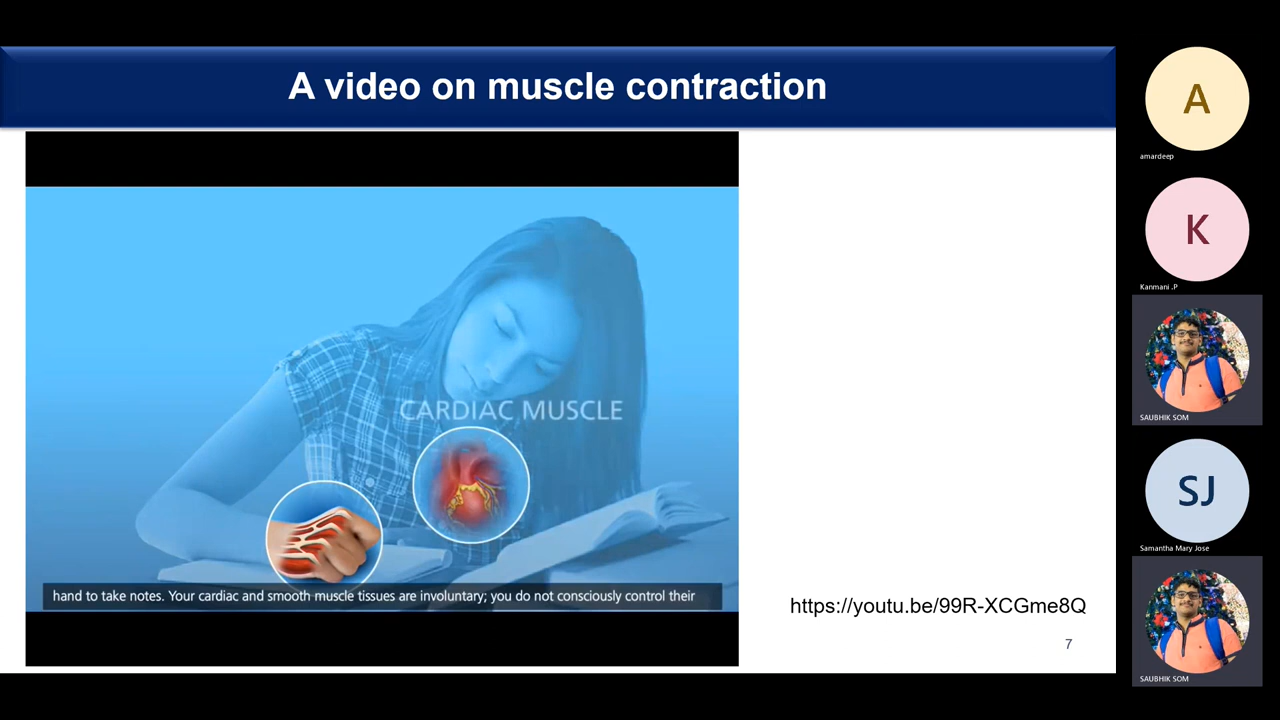 A video on muscle contraction
CARDIAC MUSCLE
hand to take notes. Your cardiac and smooth muscle tissues are involuntary; you do not consciously control their
https://youtu.be/99R-XCGme8Q
7
A
amardeep
K
Kanmani .P
SAUBHIK SOM
SJ
Samantha Mary Jose
SAUBHIK SOM